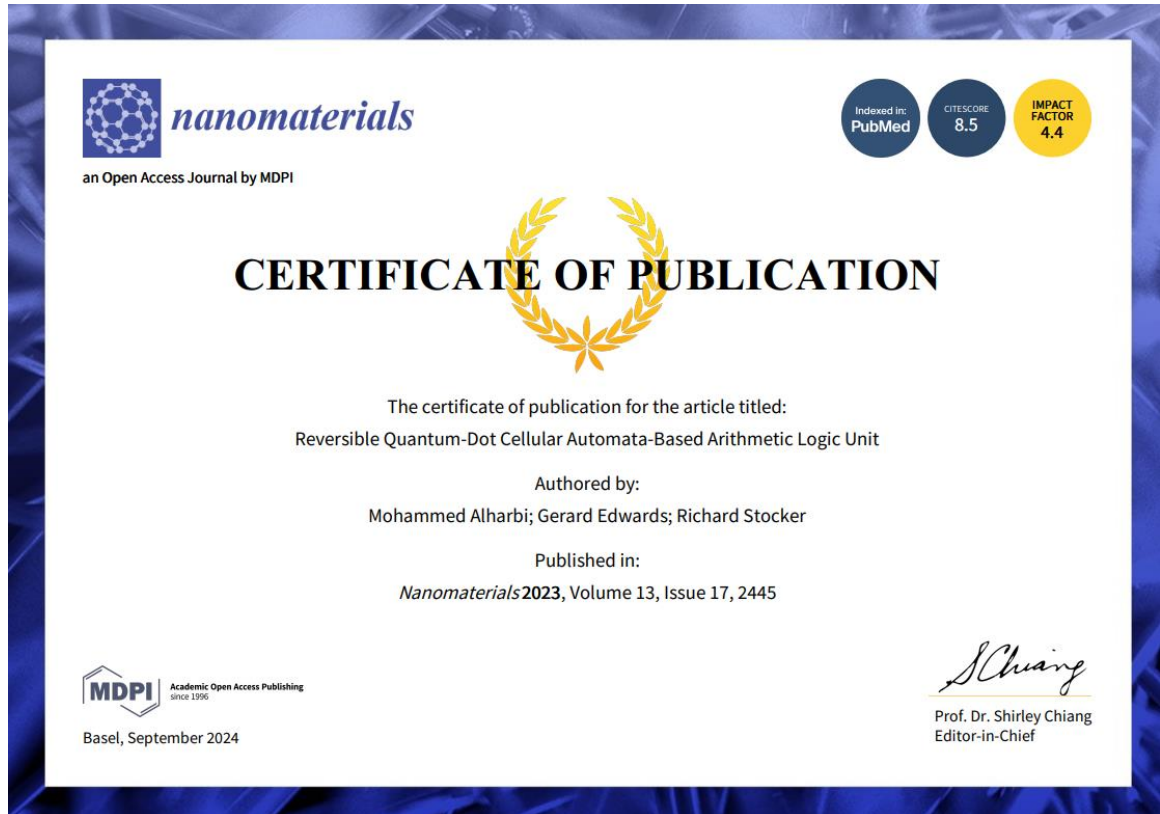 nanomaterials
an Open Access Journal by MDPI
Indexed in:
PubMed
CITESCORE
8.5
IMPACT
FACTOR
4.4
CERTIFICATE OF PUBLICATION
The certificate of publication for the article titled:
Reversible Quantum-Dot Cellular Automata-Based Arithmetic Logic Unit
Authored by:
Mohammed Alharbi; Gerard Edwards; Richard Stocker
Published in:
Nanomaterials 2023, Volume 13, Issue 17, 2445
MDPI
Academic Open Access Publishing
since 1996
Basel, September 2024
SChiang
Prof. Dr. Shirley Chiang
Editor-in-Chief